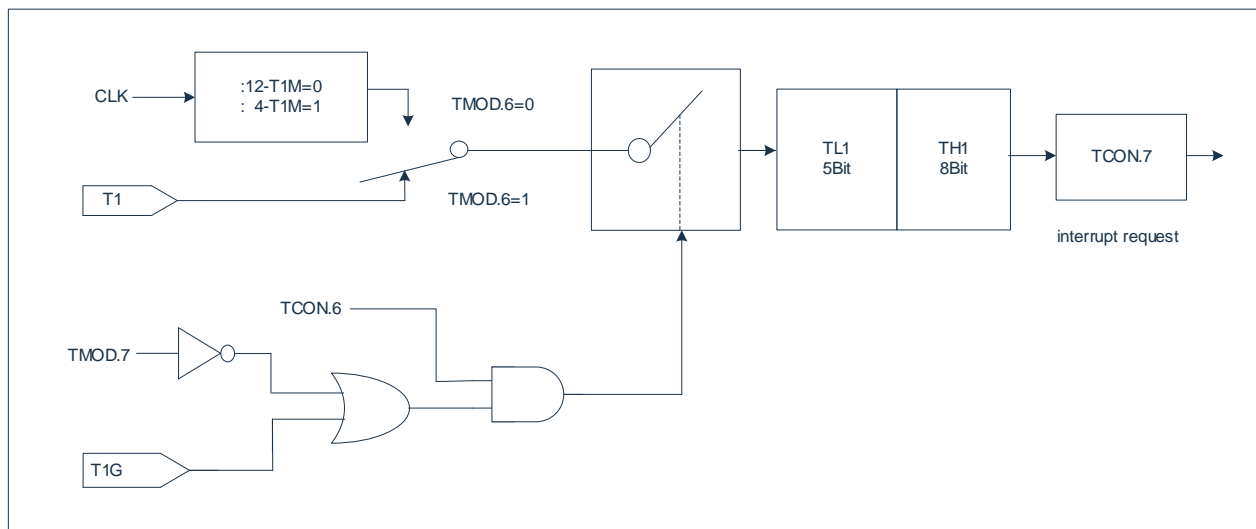 CLK
:12-T1M=0
: 4-T1M=1
TMOD.6=0
T1
TMOD.6=1
TL1
5Bit
TH1
8Bit
TCON.7
interrupt request
TCON.6
TMOD.7
T1G